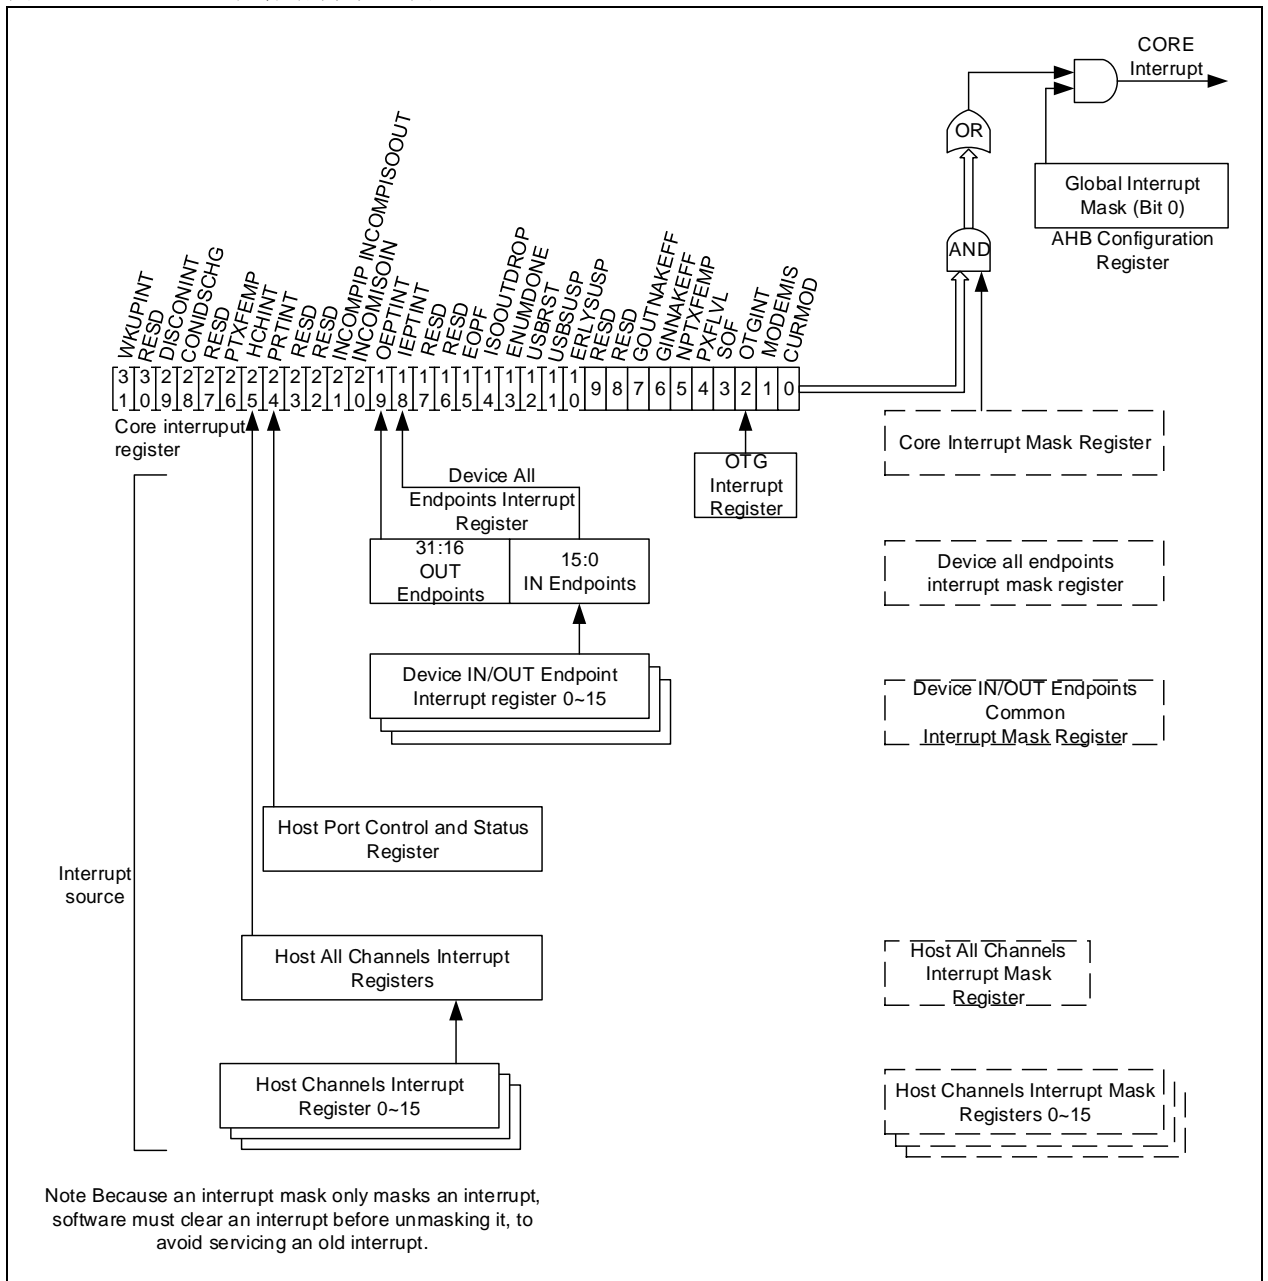 CORE
Interrupt
OR
Global Interrupt
Mask (Bit 0)
AHB Configuration
Register
AND
WKUPINT
RESD
DISCONINT
CONIDSCHG
RESD
PTXFEMP
HCHINT
PRTINT
RESD
RESD
INCOMPIP INCOMPISOOUT
INCOMISOIN
OEPTINT
IEPTINT
RESD
RESD
EOPF
ISOOUTDROP
ENUMDONE
USBRST
USBSUSP
ERLYSUSP
RESD
RESD
GOUTNAKEFF
GINNAKEFF
NPTXFEMP
PXFLVL
SOF
OTGINT
MODEMIS
CURMOD
31 30 29 28 27 26 25 24 23 22 21 20 19 18 17 16 15 14 13 12 11 10 9 8 7 6 5 4 3 2 1 0
Core interruput
register
Core Interrupt Mask Register
OTG
Interrupt
Register
Device All
Endpoints Interrupt
Register
31:16
OUT
Endpoints
15:0
IN Endpoints
Device all endpoints
interrupt mask register
Device IN/OUT Endpoint
Interrupt register 0~15
Device IN/OUT Endpoints
Common
Interrupt Mask Register
Host Port Control and Status
Register
Interrupt
source
Host All Channels Interrupt
Registers
Host All Channels
Interrupt Mask
Register
Host Channels Interrupt
Register 0~15
Host Channels Interrupt Mask
Registers 0~15
Note Because an interrupt mask only masks an interrupt,
software must clear an interrupt before unmasking it, to
avoid servicing an old interrupt.